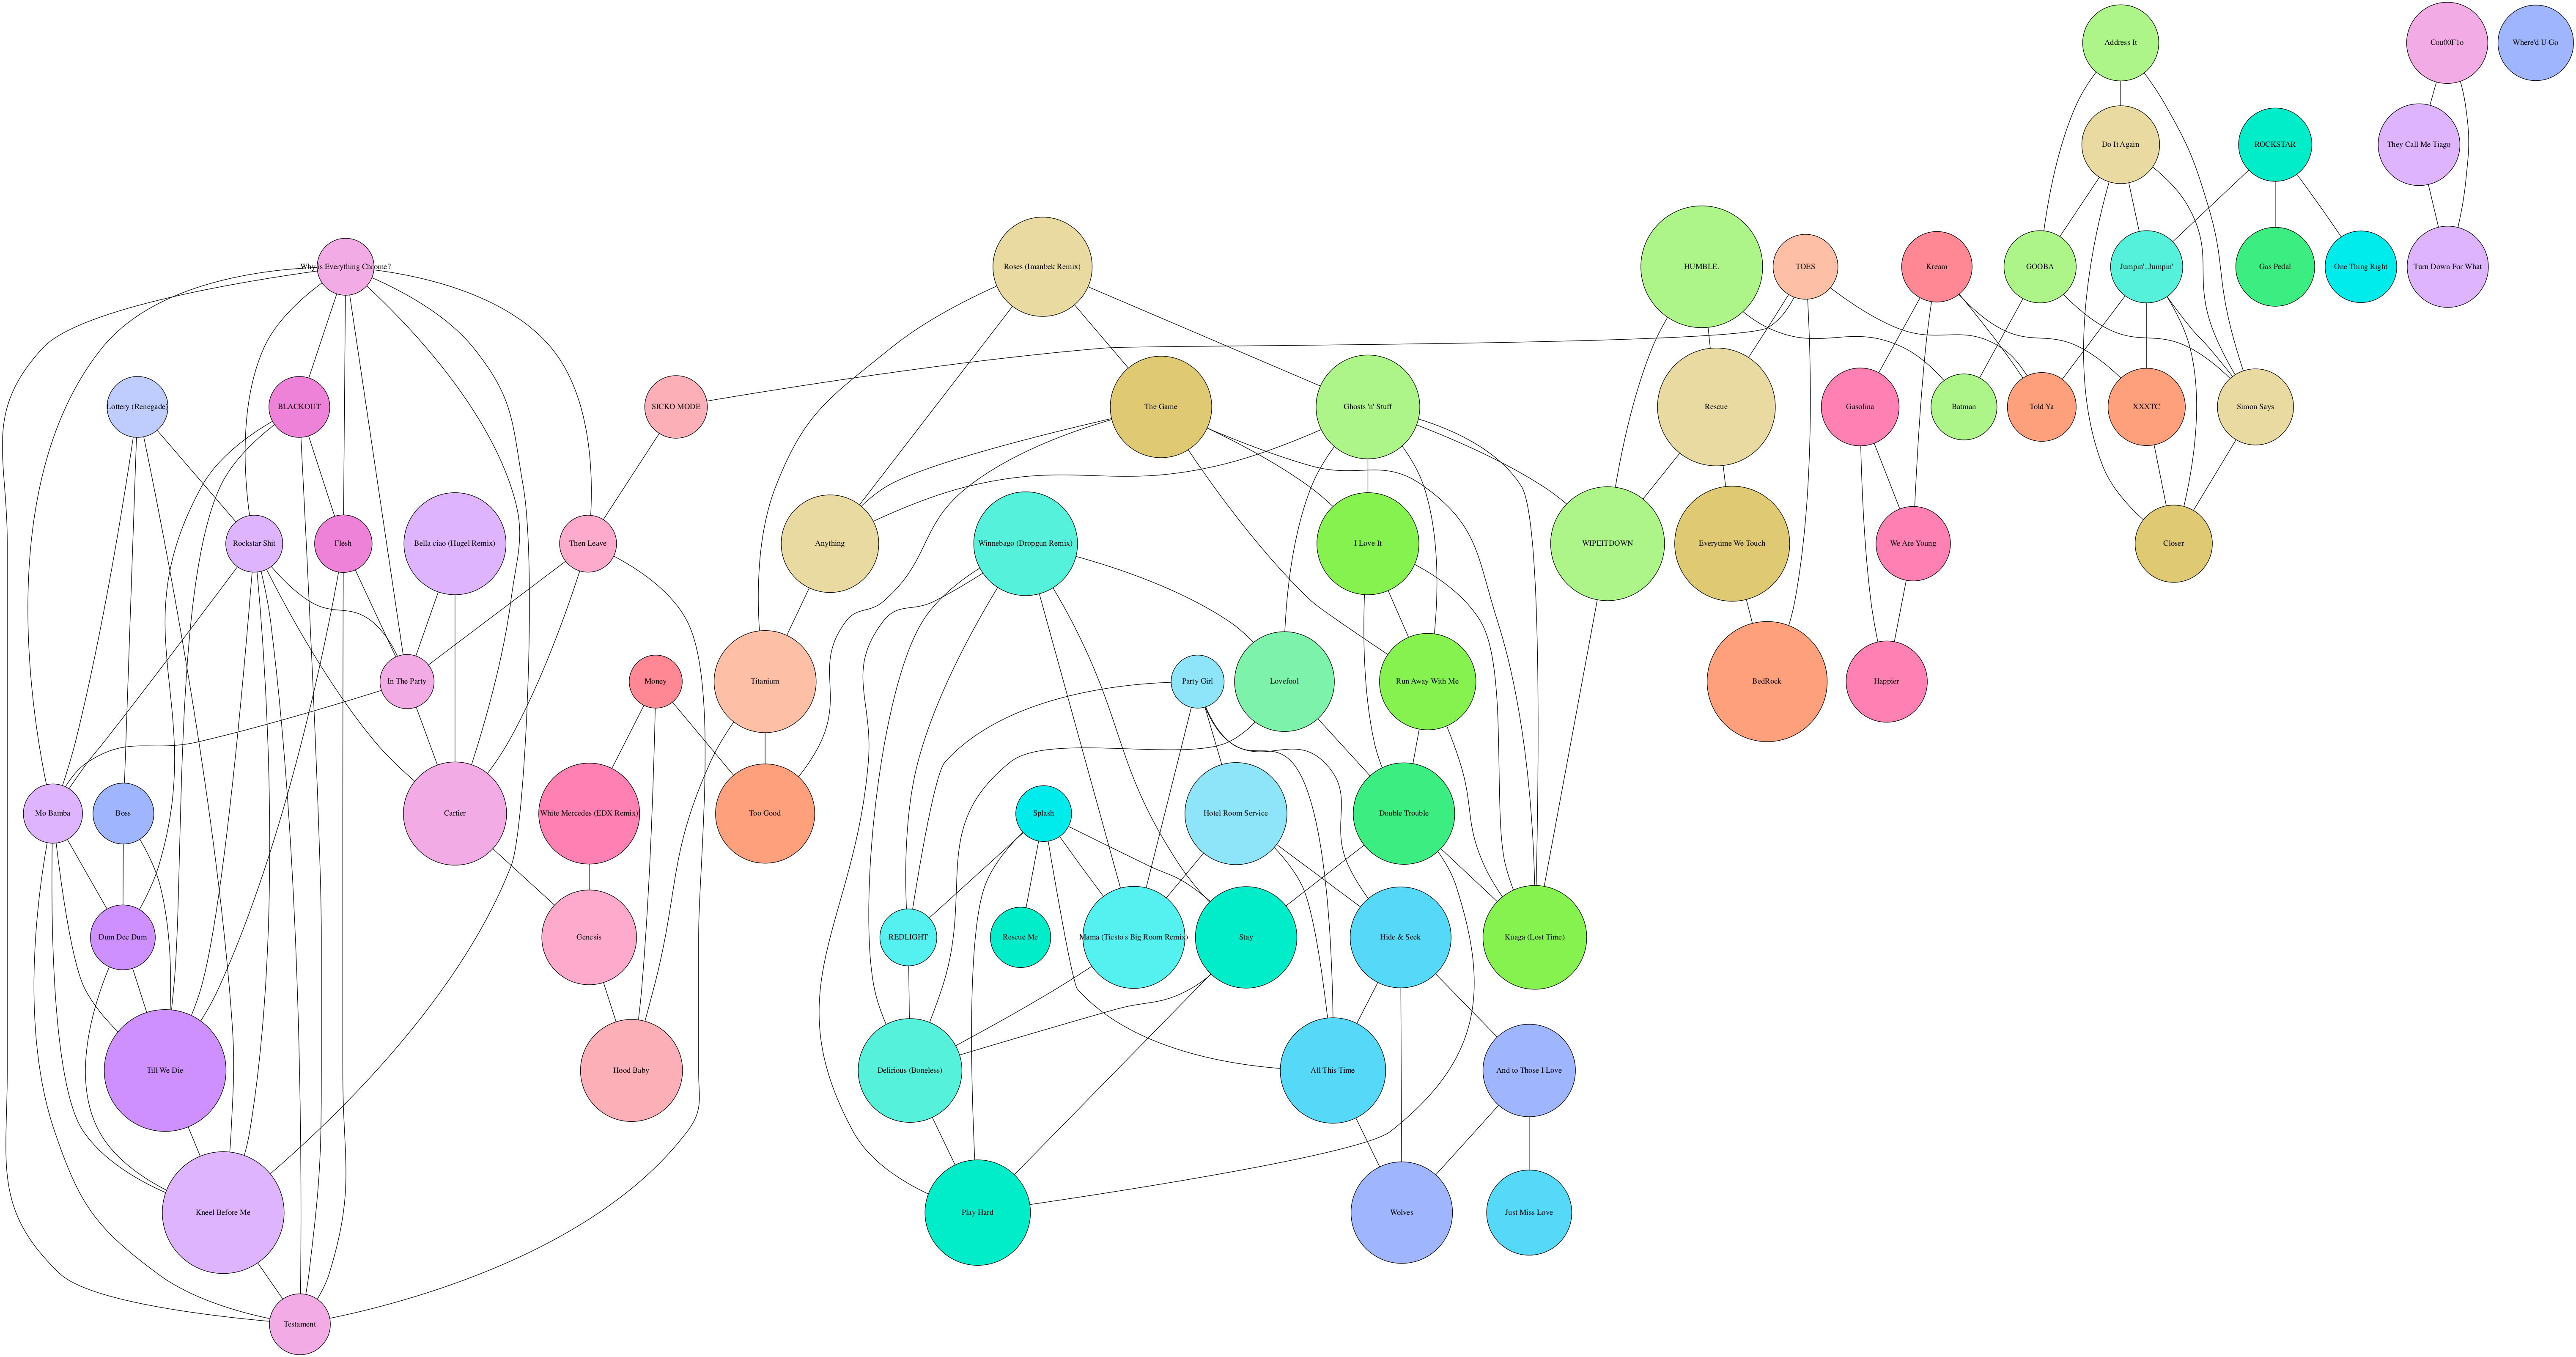 Address It
Cou00F1o
Where'd U Go
Do It Again
ROCKSTAR
They Call Me Tiago
Why is Everything Chrome?
Roses (Imanbek Remix)
HUMBLE.
TOES
Kream
GOOBA
Jumpin', Jumpin'
Gas Pedal
One Thing Right
Turn Down For What
Lottery (Renegade)
BLACKOUT
SICKO MODE
The Game
Ghosts 'n' Stuff
Rescue
Gasolina
Batman
Told Ya
XXXTC
Simon Says
Rockstar Shit
Flesh
Bella ciao (Hugel Remix)
Then Leave
Anything
Winnebago (Dropgun Remix)
I Love It
WIPEITDOWN
Everytime We Touch
We Are Young
Closer
In The Party
Money
Titanium
Party Girl
Lovefool
Run Away With Me
BedRock
Happier
Mo Bamba
Boss
Cartier
White Mercedes (EDX Remix)
Too Good
Splash
Hotel Room Service
Double Trouble
Dum Dee Dum
Genesis
REDLIGHT
Rescue Me
Mama (Tiesto's Big Room Remix)
Stay
Hide & Seek
Kuaga (Lost Time)
Till We Die
Hood Baby
Delirious (Boneless)
All This Time
And to Those I Love
Kneel Before Me
Play Hard
Wolves
Just Miss Love
Testament